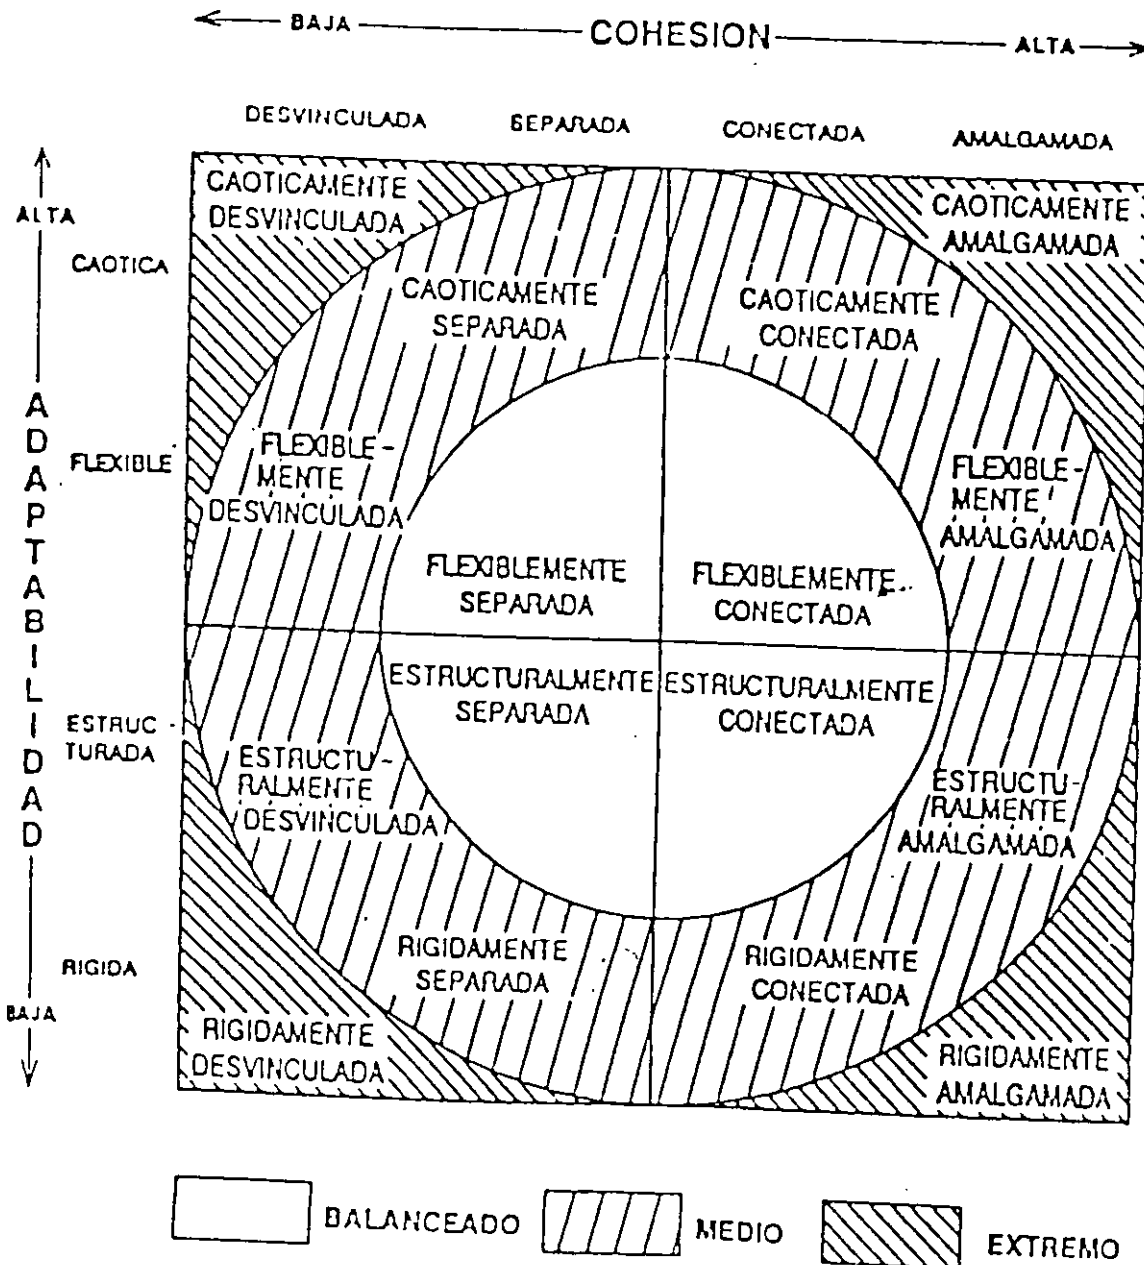 BAJA COHESION ALTA
DESVINCULADA SEPARADA CONECTADA AMALGAMADA
ALTA
CAOTICA
FLEXIBLE
ADAPTABILIDAD
ESTRUC-
TURADA
RIGIDA
BAJA
CAOTICAMENTE
DESVINCULADA
CAOTICAMENTE
SEPARADA
CAOTICAMENTE
CONECTADA
CAOTICAMENTE
AMALGAMADA
FLEXIBLE-
MENTE
DESVINCULADA
FLEXIBLEMENTE
SEPARADA
FLEXIBLEMENTE
CONECTADA
FLEXIBLE-
MENTE
AMALGAMADA
ESTRUCTU-
RALMENTE
DESVINCULADA
ESTRUCTURALMENTE
SEPARADA
ESTRUCTURALMENTE
CONECTADA
ESTRUCTU-
RALMENTE
AMALGAMADA
RIGIDAMENTE
DESVINCULADA
RIGIDAMENTE
SEPARADA
RIGIDAMENTE
CONECTADA
RIGIDAMENTE
AMALGAMADA
BALANCEADO MEDIO EXTREMO